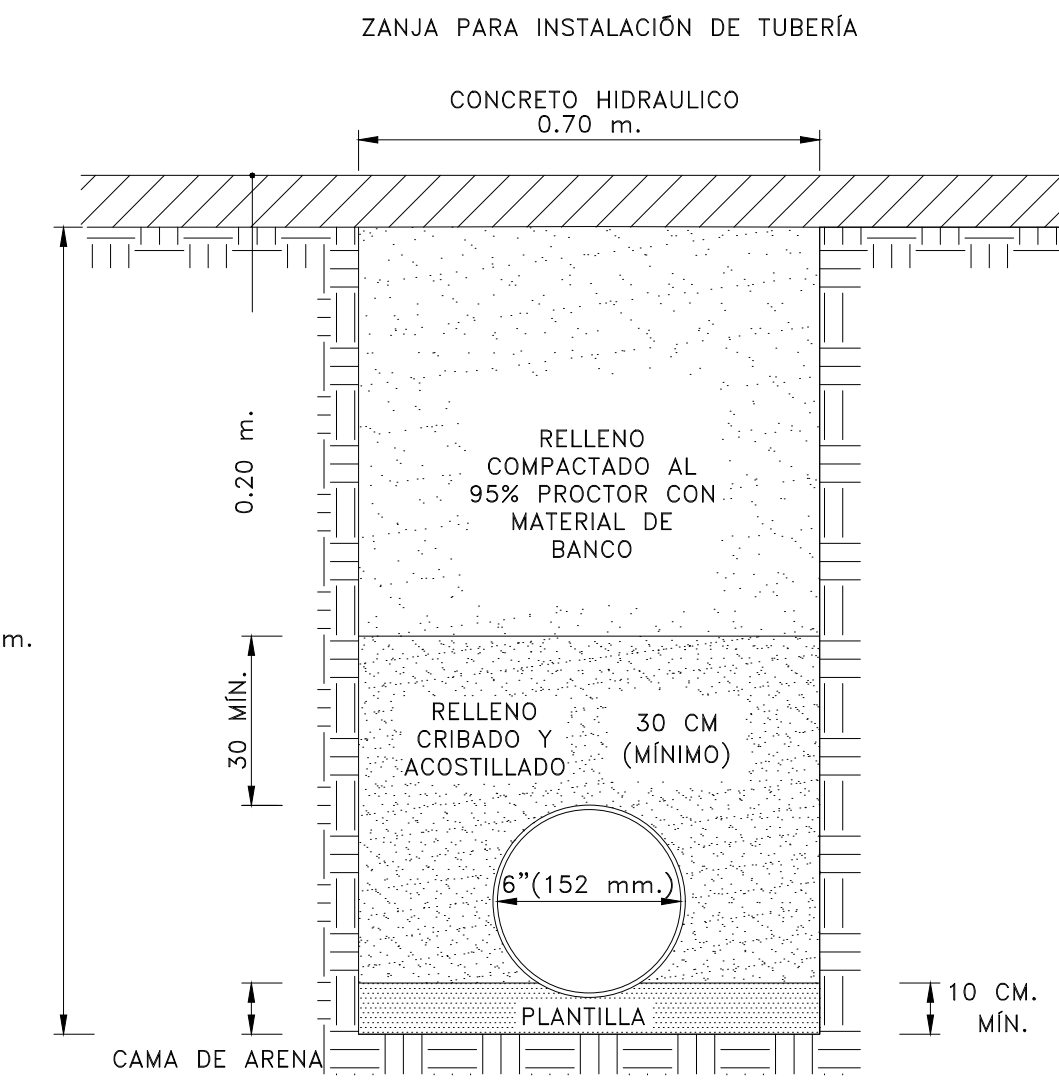 ZANJA PARA INSTALACIÓN DE TUBERÍA
CONCRETO HIDRAULICO
0.70 m.
0.20 m.
RELLENO
COMPACTADO AL
95% PROCTOR CON
MATERIAL DE
BANCO
m.
30 MÍN.
RELLENO
CRIBADO Y
ACOSTILLADO
30 CM
(MÍNIMO)
6"(152 mm.)
PLANTILLA
10 CM.
MÍN.
CAMA DE ARENA